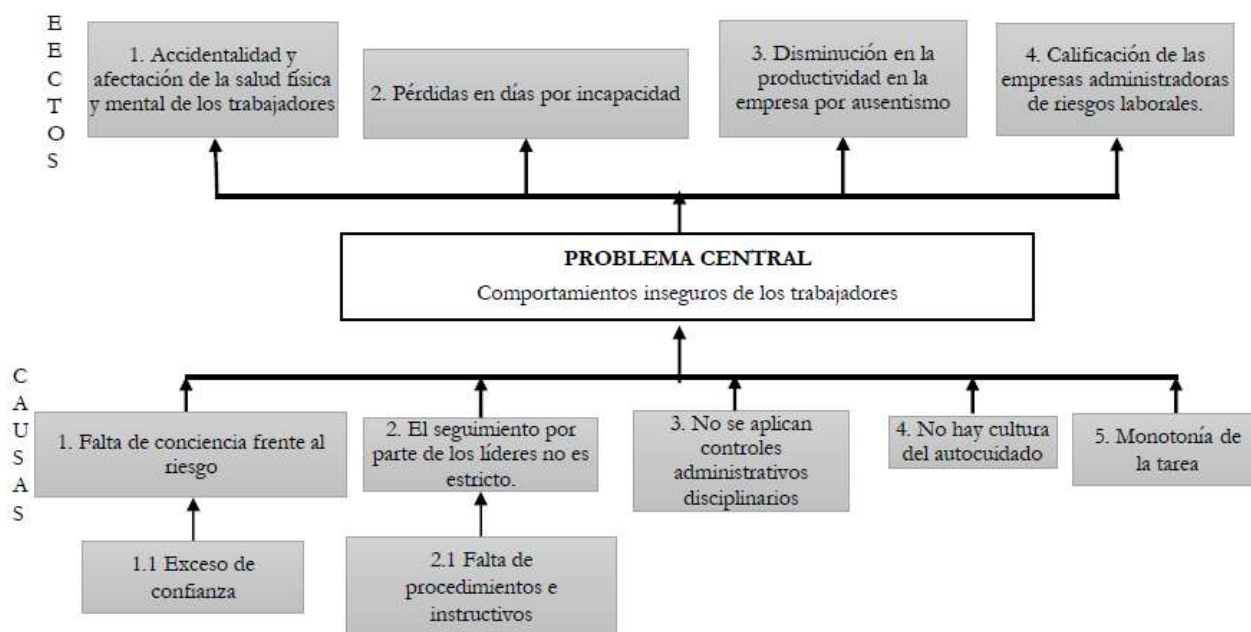 E
E
E
C
T
O
S
1. Accidentalidad y
afectación de la salud física
y mental de los trabajadores
2. Pérdidas en días por incapacidad
3. Disminución en la
productividad en la
empresa por ausentismo
4. Calificación de las
empresas administradoras
de riesgos laborales.
PROBLEMA CENTRAL
Comportamientos inseguros de los trabajadores
C
A
U
S
A
S
1. Falta de conciencia frente al
riesgo
2. El seguimiento por
parte de los líderes no es
estricto.
3. No se aplican
controles
administrativos
disciplinarios
4. No hay cultura
del autocuidado
5. Monotonía de
la tarea
1.1 Exceso de
confianza
2.1 Falta de
procedimientos e
instructivos